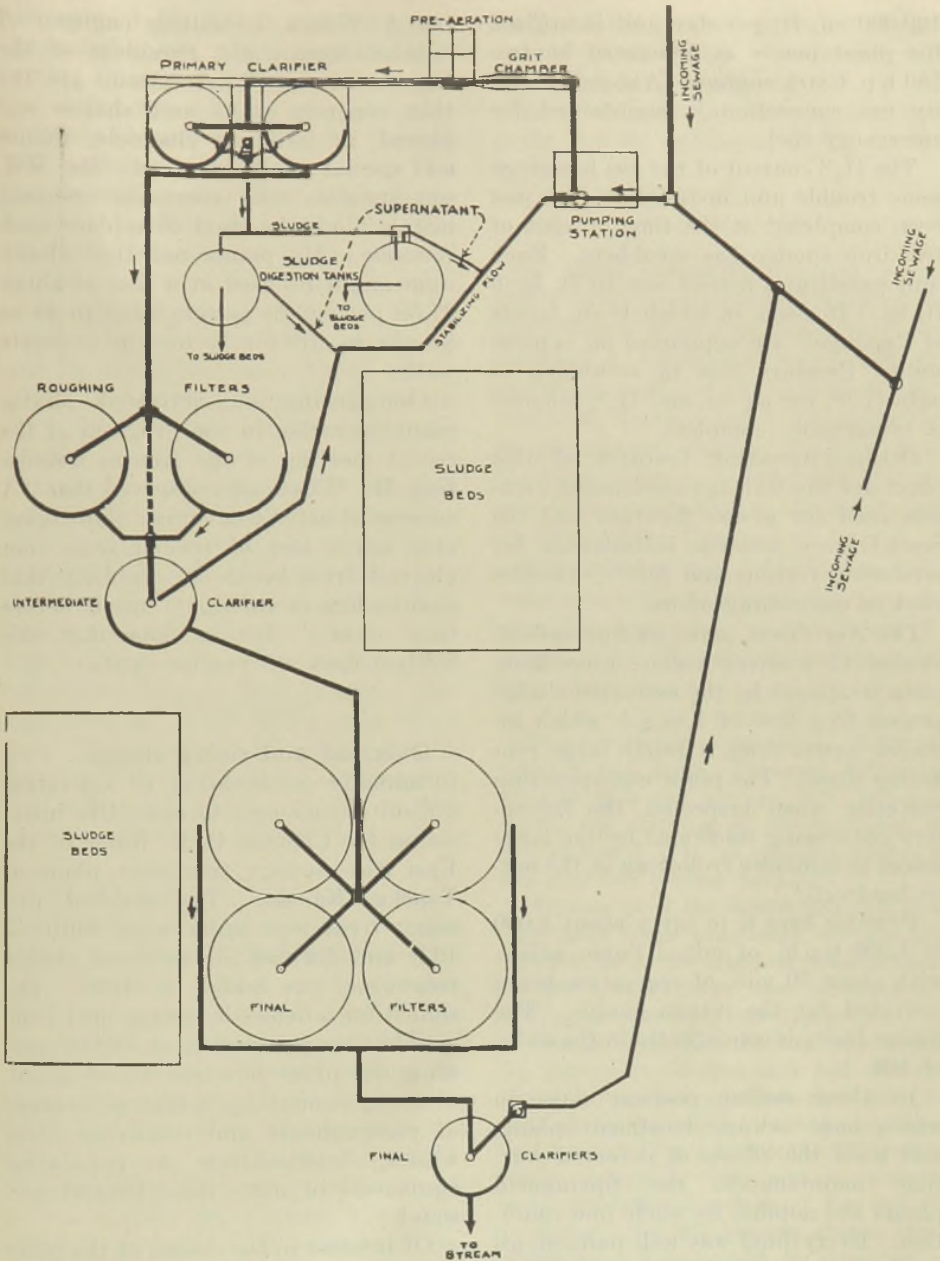 PRE-AERATION
GRIT
CHAMBER
PRIMARY CLARIFIER
INCOMING
SEWAGE
PUMPING
STATION
SUPERNATANT
SLUDGE
SLUDGE
DIGESTION TANKS
TO
SLUDGE
BEDS
TO SLUDGE BEDS
STABILIZING FLOW
INCOMING
SEWAGE
ROUGHING FILTERS
SLUDGE
BEDS
INCOMING
SEWAGE
INTERMEDIATE CLARIFIER
SLUDGE
BEDS
FINAL FILTERS
FINAL CLARIFIERS
TO
STREAM